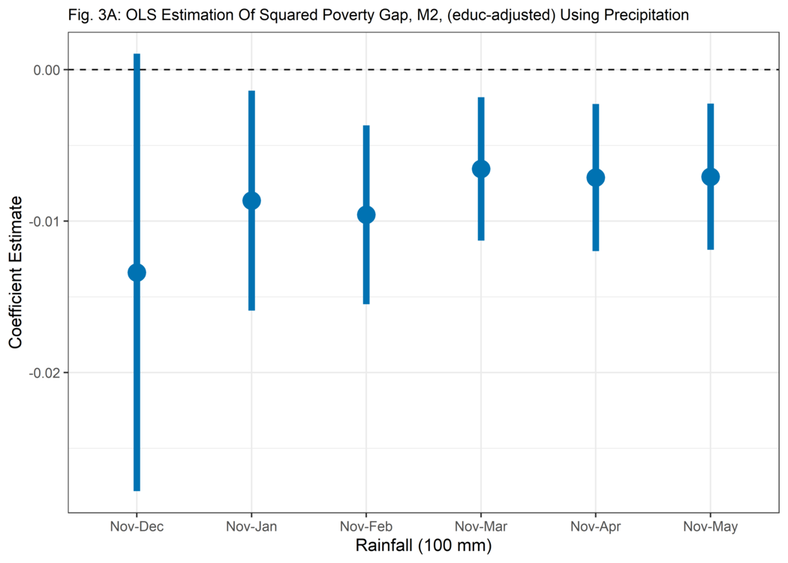 Fig. 3A: OLS Estimation Of Squared Poverty Gap, M2, (educ-adjusted) Using Precipitation
Coefficient Estimate
0.00
-0.01
-0.02
Nov-Dec Nov-Jan Nov-Feb Nov-Mar Nov-Apr Nov-May
Rainfall (100 mm)